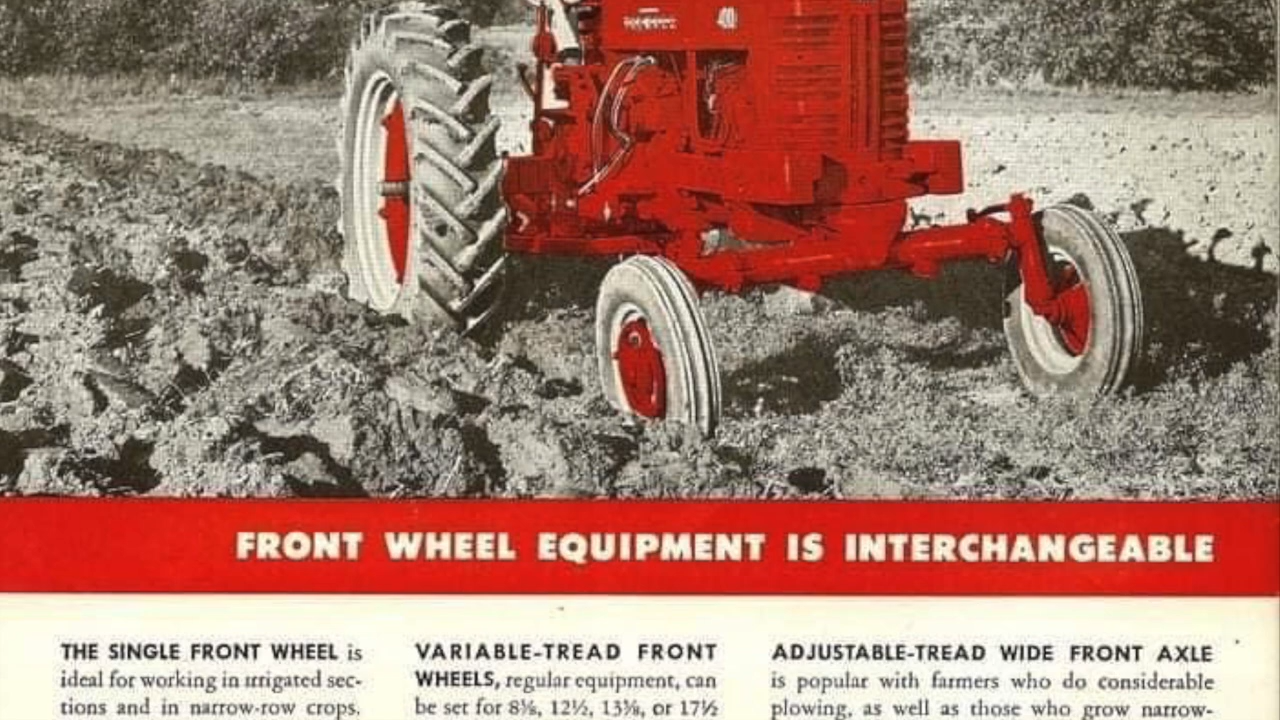 400
FRONT WHEEL EQUIPMENT IS INTERCHANGEABLE
THE SINGLE FRONT WHEEL is
ideal for working in irrigated sec-
tions and in narrow-row crops.
VARIABLE-TREAD FRONT
WHEELS, regular equipment, can
be set for 8⅛, 12½, 13⅝, or 17½
ADJUSTABLE-TREAD WIDE FRONT AXLE
is popular with farmers who do considerable
plowing, as well as those who grow narrow-